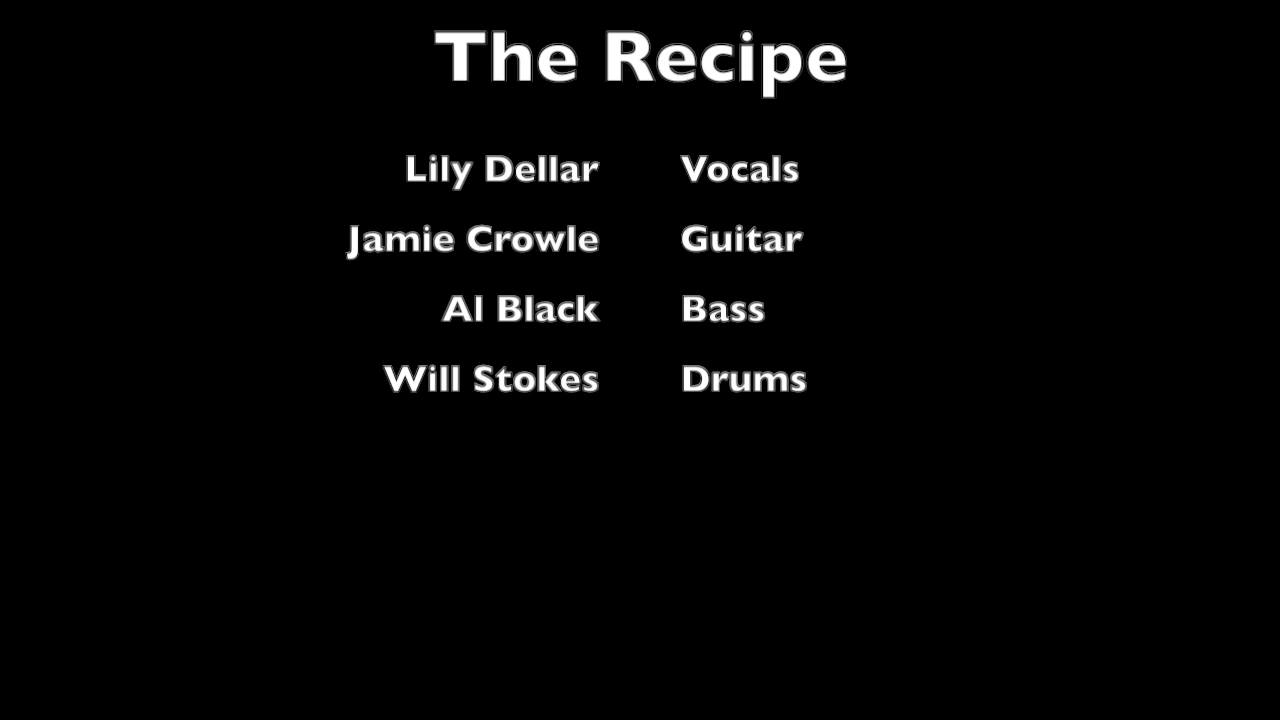 The Recipe
Lily Dellar Vocals
Jamie Crowle Guitar
Al Black Bass
Will Stokes Drums